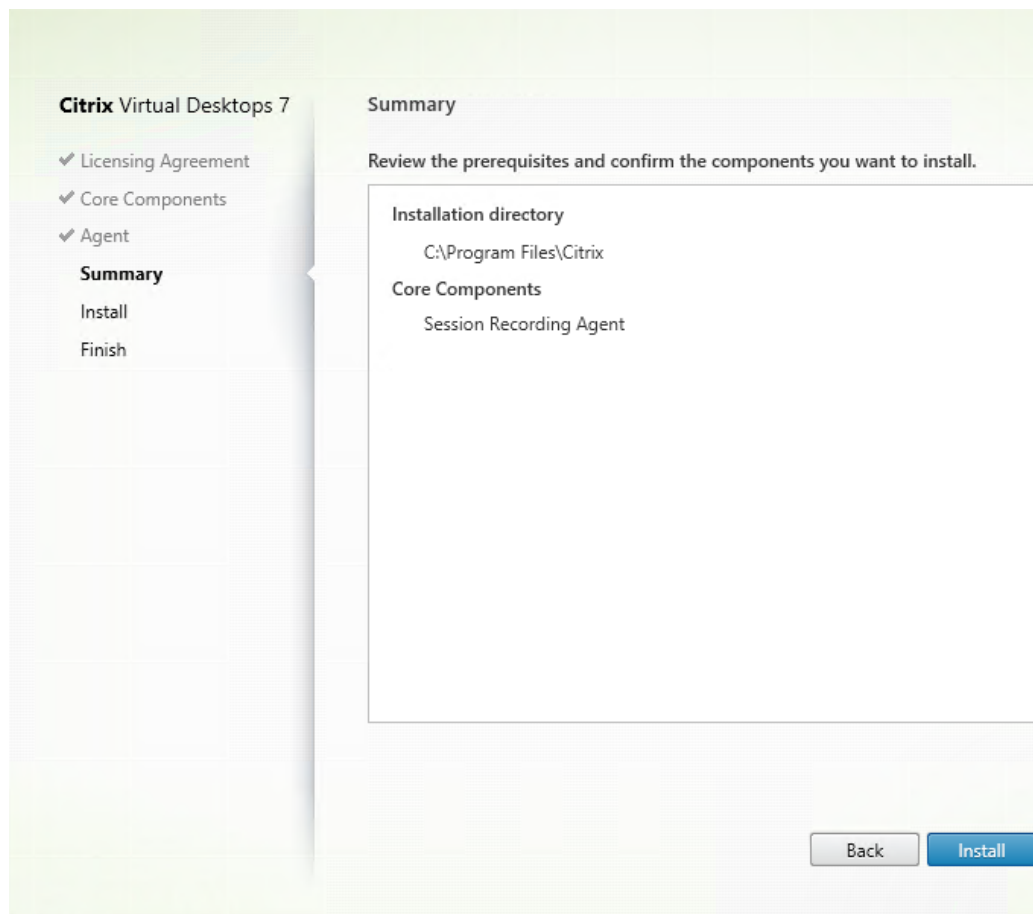 Citrix Virtual Desktops 7
Licensing Agreement
Core Components
Agent
Summary
Install
Finish
Summary
Review the prerequisites and confirm the components you want to install.
Installation directory
C:\Program Files\Citrix
Core Components
Session Recording Agent
Back
Install